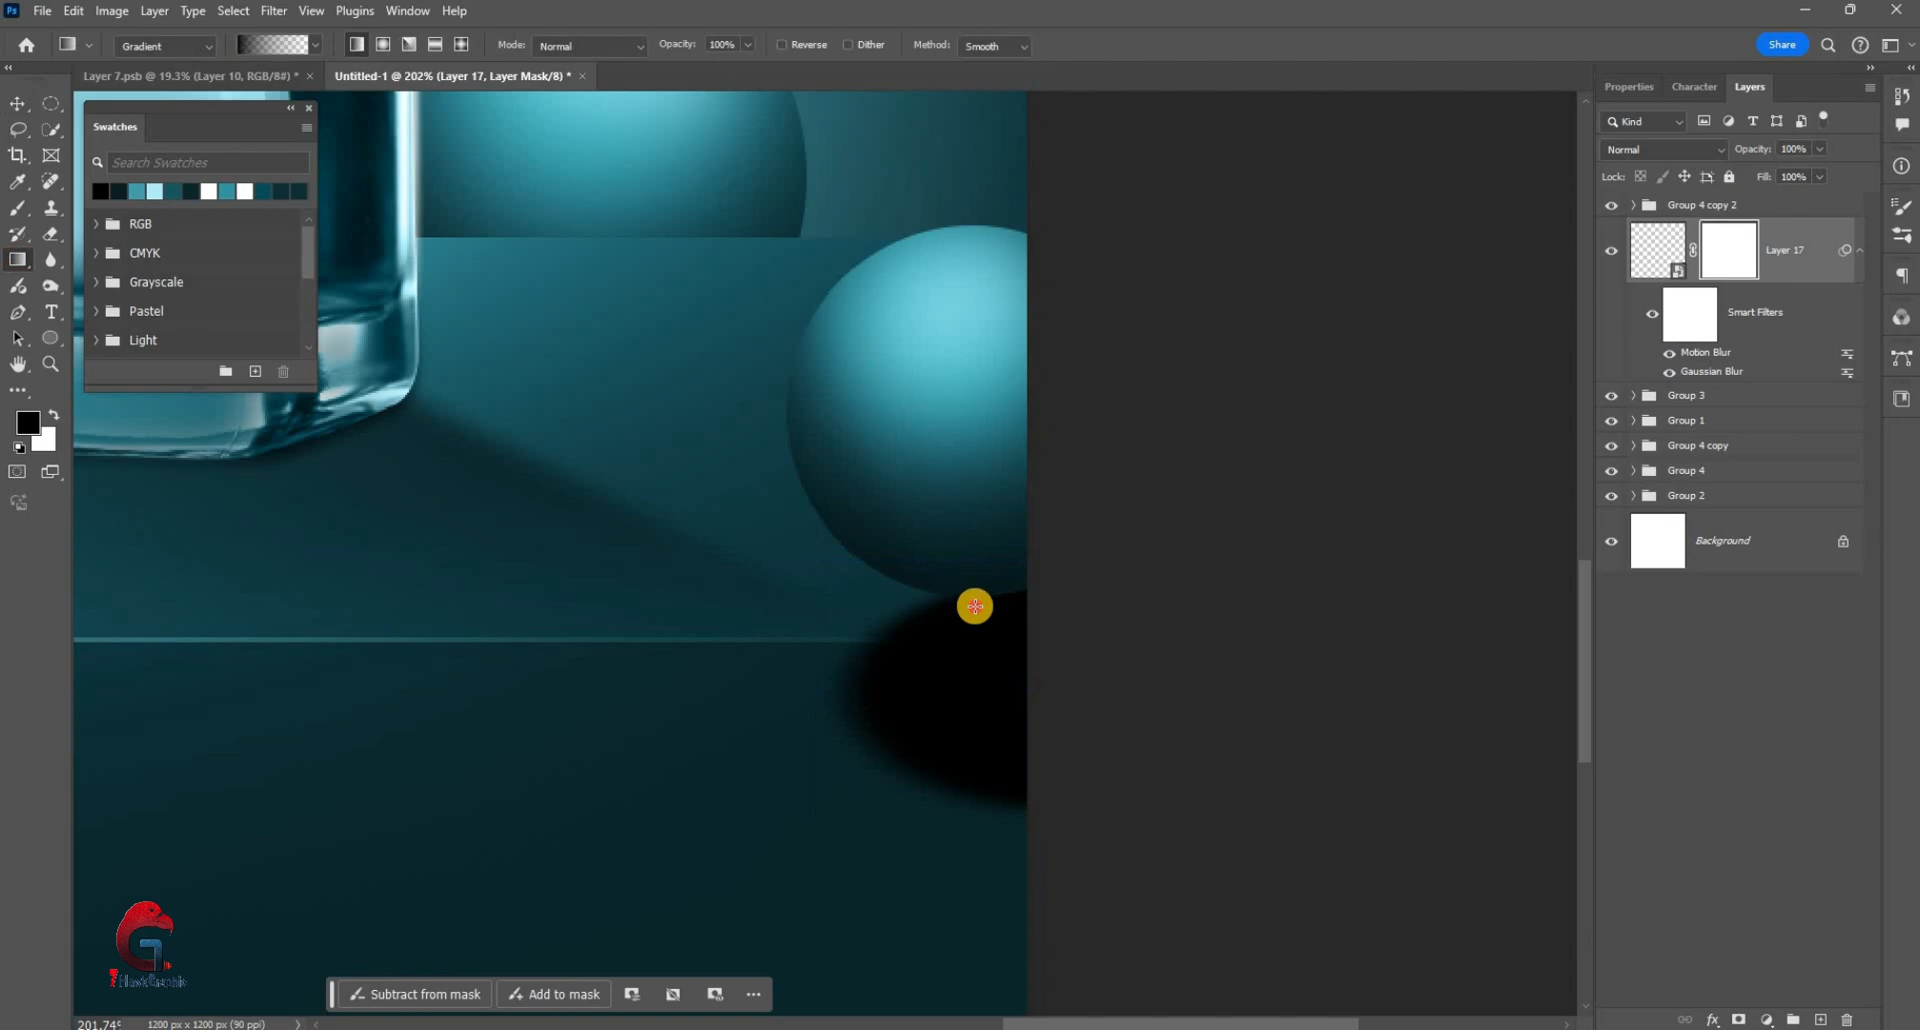 Ps File Edit Image Layer Type Select Filter View Plugins Window Help
Gradient Mode: Normal Opacity: 100% Reverse Dither Method: Smooth Share
Layer 7.psb @ 19.3% (Layer 10, RGB/8#) * × Untitled-1 @ 202% (Layer 17, Layer Mask/8) * ×
Swatches
Search Swatches
RGB
CMYK
Grayscale
Pastel
Light
Properties Character Layers
Kind
Normal Opacity: 100%
Lock: Fill: 100%
Group 4 copy 2
Layer 17
Smart Filters
Motion Blur
Gaussian Blur
Group 3
Group 1
Group 4 copy
Group 4
Group 2
Background
Subtract from mask Add to mask
1200 px x 1200 px (90 ppi)